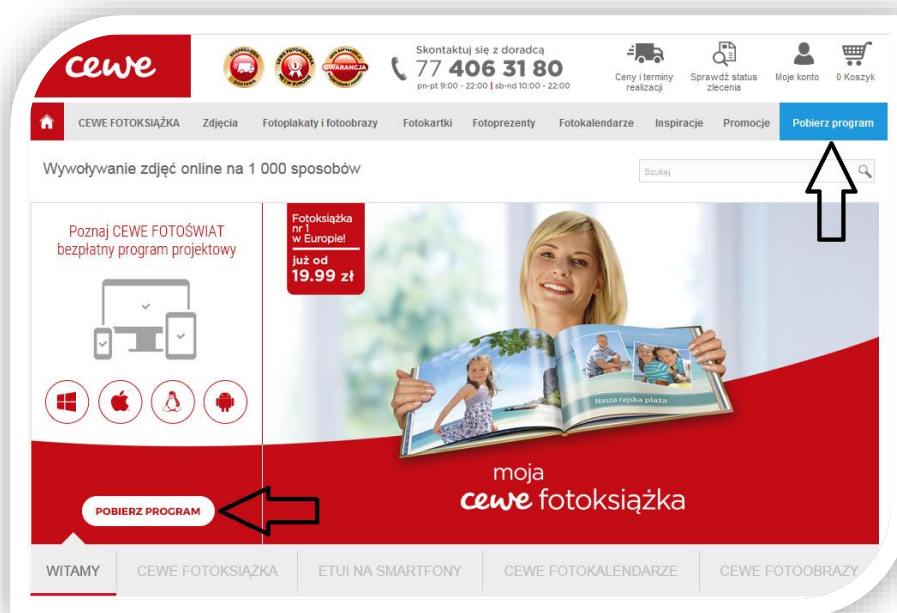 cewe
Skontaktuj się z doradcą
77 406 31 80
pn-pt 9:00 - 22:00 | sb-nd 10:00 - 22:00
Ceny i terminy
realizacji
Sprawdź status
zlecenia
Moje konto
0 Koszyk
CEWE FOTOKSIĄŻKA
Zdjęcia
Fotoplakaty i fotoobrazy
Fotokartki
Fotoprezenty
Fotokalendarze
Inspiracje
Promocje
Pobierz program
Wywoływanie zdjęć online na 1 000 sposobów
Szukaj
Poznaj CEWE FOTOŚWIAT
bezpłatny program projektowy
POBIERZ PROGRAM
Fotoksiążka
nr 1
w Europie!
już od
19.99 zł
Nasza rajska plaża
moja
cewe fotoksiążka
WITAMY
CEWE FOTOKSIĄŻKA
ETUI NA SMARTFONY
CEWE FOTOKALENDARZE
CEWE FOTOOBRAZY